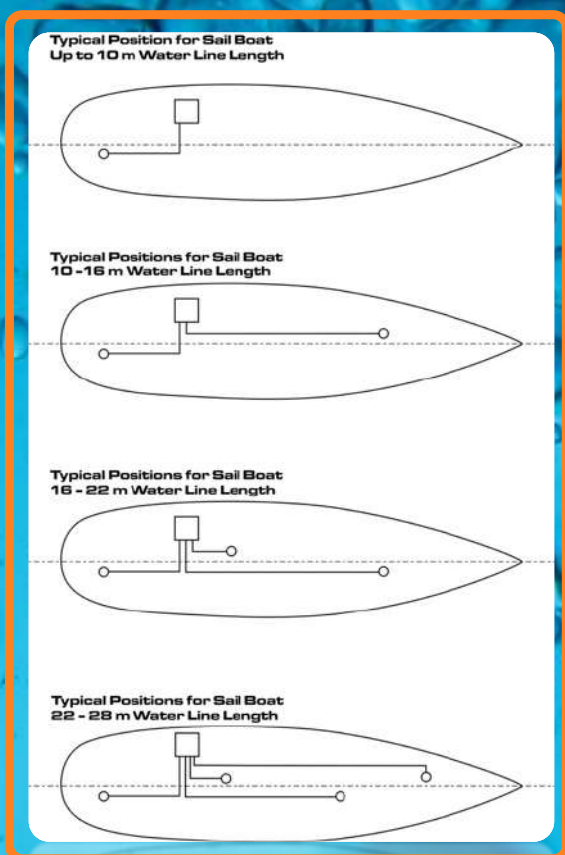 Typical Position for Sail Boat
Up to 10 m Water Line Length
Typical Positions for Sail Boat
10 -16 m Water Line Length
Typical Positions for Sail Boat
16 - 22 m Water Line Length
Typical Positions for Sail Boat
22 - 28 m Water Line Length